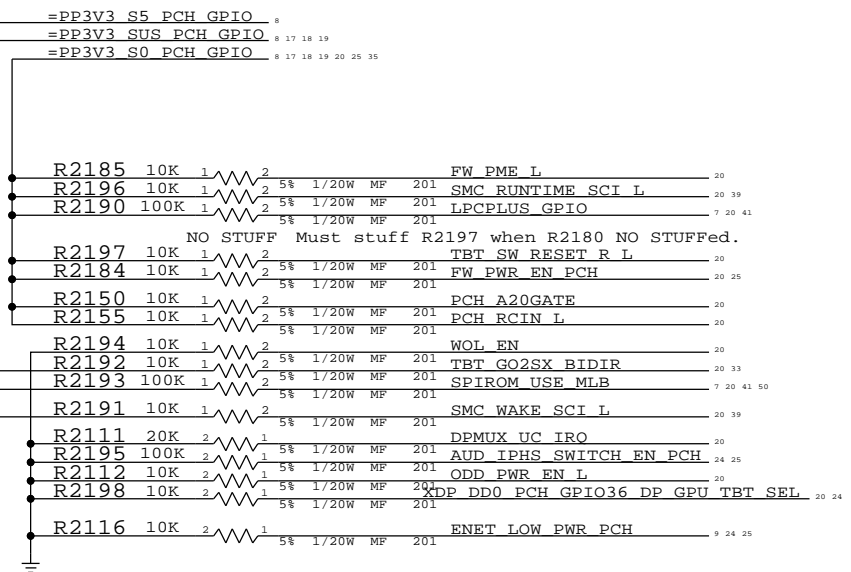 =PP3V3_S5_PCH_GPIO 8
=PP3V3_SUS_PCH_GPIO 8 17 18 19
=PP3V3_S0_PCH_GPIO 8 17 18 19 20 25 35
R2185 10K 1 2 5% 1/20W MF 201 FW_PME_L 20
R2196 10K 1 2 5% 1/20W MF 201 SMC_RUNTIME_SCI_L 20 39
R2190 100K 1 2 5% 1/20W MF 201 LPCPLUS_GPIO 7 20 41
NO STUFF Must stuff R2197 when R2180 NO STUFFed.
R2197 10K 1 2 5% 1/20W MF 201 TBT_SW_RESET_R_L 20
R2184 10K 1 2 5% 1/20W MF 201 FW_PWR_EN_PCH 20 25
R2150 10K 1 2 5% 1/20W MF 201 PCH_A20GATE 20
R2155 10K 1 2 5% 1/20W MF 201 PCH_RCIN_L 20
R2194 10K 1 2 5% 1/20W MF 201 WOL_EN 20
R2192 10K 1 2 5% 1/20W MF 201 TBT_GO2SX_BIDIR 20 33
R2193 100K 1 2 5% 1/20W MF 201 SPIROM_USE_MLB 7 20 41 50
R2191 10K 1 2 5% 1/20W MF 201 SMC_WAKE_SCI_L 20 39
R2111 20K 2 1 5% 1/20W MF 201 DPMUX_UC_IRQ 20
R2195 100K 2 1 5% 1/20W MF 201 AUD_IPHS_SWITCH_EN_PCH 24 25
R2112 10K 2 1 5% 1/20W MF 201 ODD_PWR_EN_L 20
R2198 10K 2 1 5% 1/20W MF 201 XDP_DD0_PCH_GPIO36_DP_GPU_TBT_SEL 20 24
R2116 10K 2 1 5% 1/20W MF 201 ENET_LOW_PWR_PCH 9 24 25